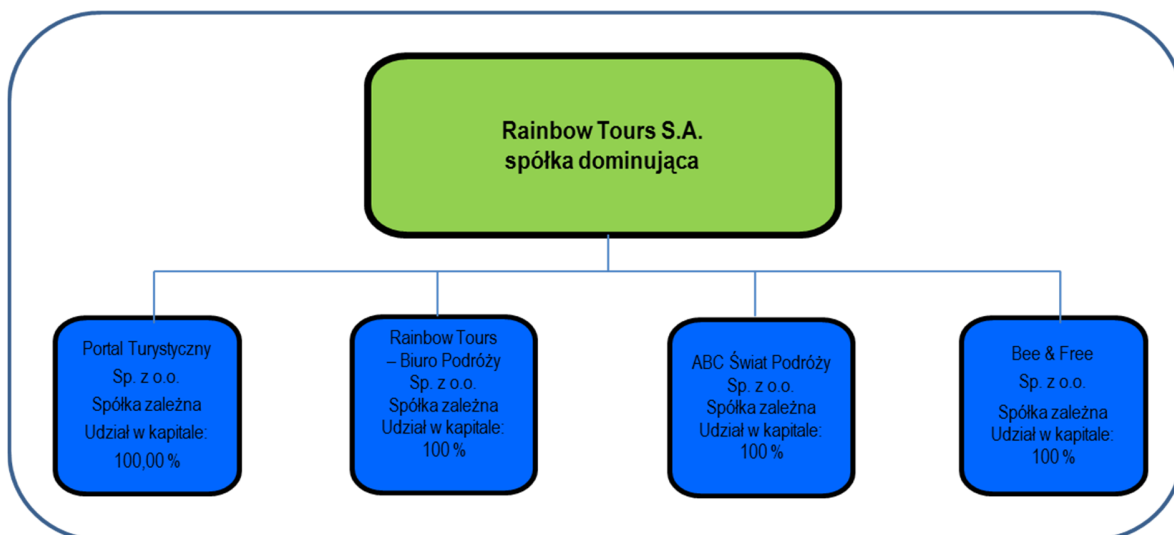 Rainbow Tours S.A.
spółka dominująca
Portal Turystyczny
Sp. z o.o.
Spółka zależna
Udział w kapitale:
100,00 %
Rainbow Tours
– Biuro Podróży
Sp. z o.o.
Spółka zależna
Udział w kapitale:
100 %
ABC Świat Podróży
Sp. z o.o.
Spółka zależna
Udział w kapitale:
100 %
Bee & Free
Sp. z o.o.
Spółka zależna
Udział w kapitale:
100 %